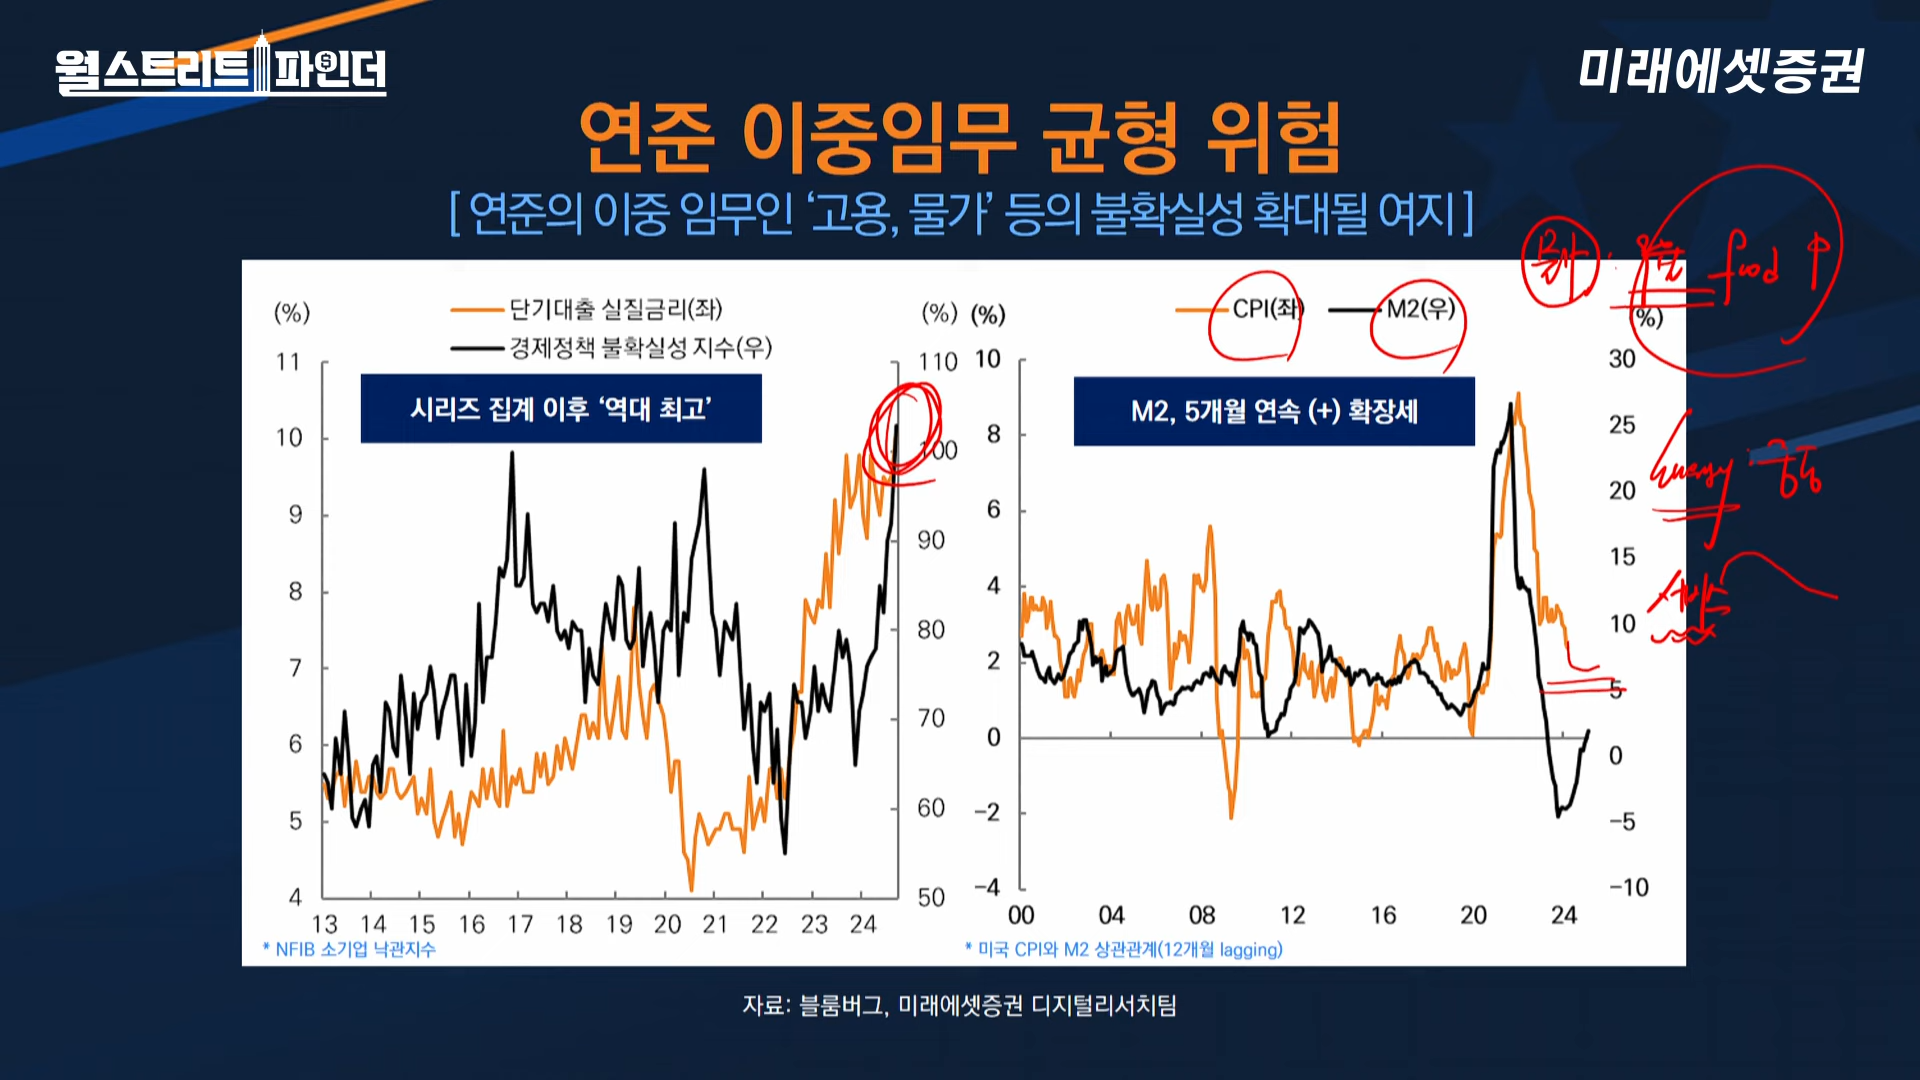 월스트리트 파인더
미래에셋증권
연준 이중임무 균형 위험
[ 연준의 이중 임무인 ‘고용, 물가’ 등의 불확실성 확대될 여지 ]
food
(%)
단기대출 실질금리(좌)
경제정책 불확실성 지수(우)
(%)
시리즈 집계 이후 ‘역대 최고’
11
10
9
8
7
6
5
4
110
100
90
80
70
60
50
13 14 15 16 17 18 19 20 21 22 23 24
* NFIB 소기업 낙관지수
(%)
CPI(좌) M2(우)
%)
M2, 5개월 연속 (+) 확장세
10
8
6
4
2
0
−2
−4
30
25
20
15
10
5
0
−5
−10
Energy
00 04 08 12 16 20 24
* 미국 CPI와 M2 상관관계(12개월 lagging)
자료: 블룸버그, 미래에셋증권 디지털리서치팀